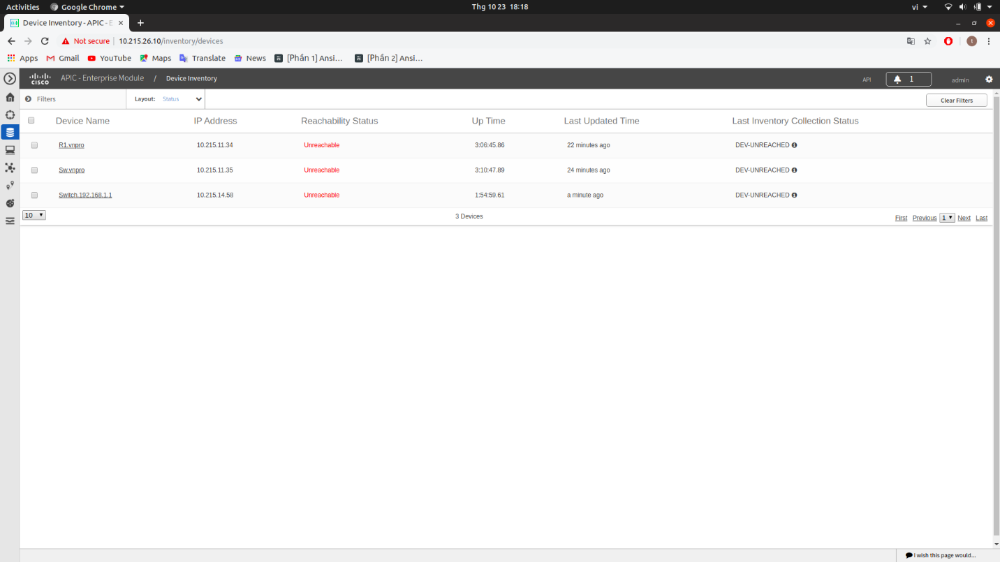 Activities Google Chrome Thg 10 23 18:18 vi
Device Inventory - APIC - E
Not secure 10.215.26.10/inventory/devices t
Apps Gmail YouTube Maps Translate News [Phần 1] Ansi... [Phần 2] Ansi...
CISCO APIC - Enterprise Module / Device Inventory API 1 admin
Filters Layout: Status Clear Filters
Device Name IP Address Reachability Status Up Time Last Updated Time Last Inventory Collection Status
R1.vnpro 10.215.11.34 Unreachable 3:06:45.86 22 minutes ago DEV-UNREACHED
Sw.vnpro 10.215.11.35 Unreachable 3:10:47.89 24 minutes ago DEV-UNREACHED
Switch.192.168.1.1 10.215.14.58 Unreachable 1:54:59.61 a minute ago DEV-UNREACHED
10 3 Devices First Previous 1 Next Last
I wish this page would...